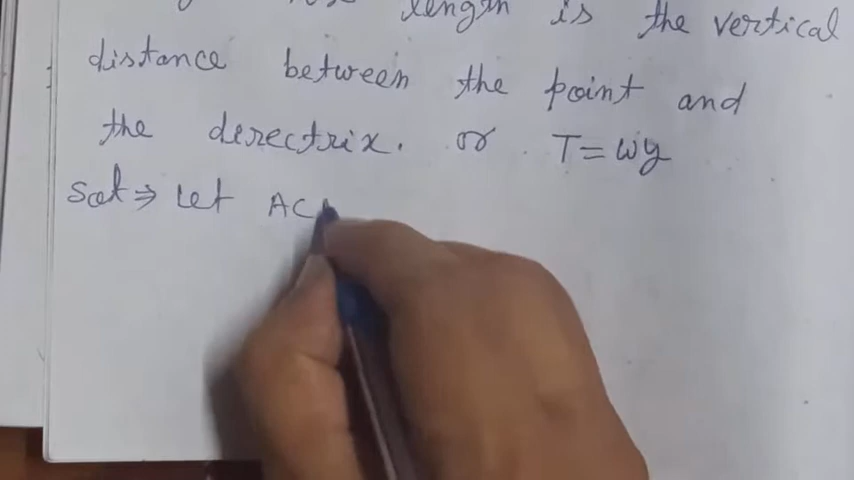 length is the vertical
distance between the point and
the derectrix. or T = wy
Sol ⇒ Let AC